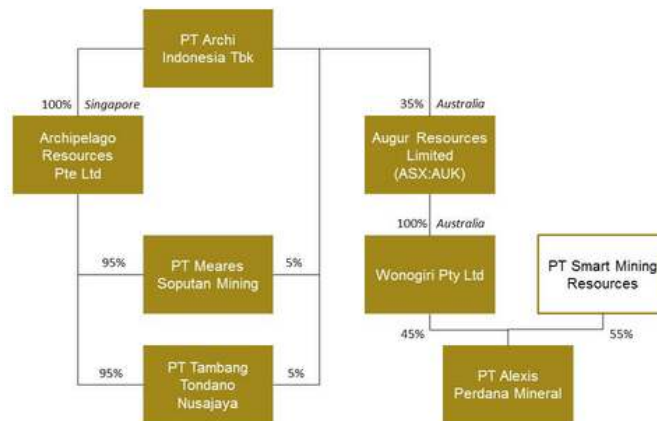 PT Archi
Indonesia Tbk
100% Singapore
35% Australia
Archipelago
Resources
Pte Ltd
Augur Resources
Limited
(ASX:AUK)
100% Australia
95%
PT Meares
Soputan Mining
5%
Wonogiri Pty Ltd
PT Smart Mining
Resources
45%
55%
95%
PT Tambang
Tondano
Nusajaya
5%
PT Alexis
Perdana Mineral